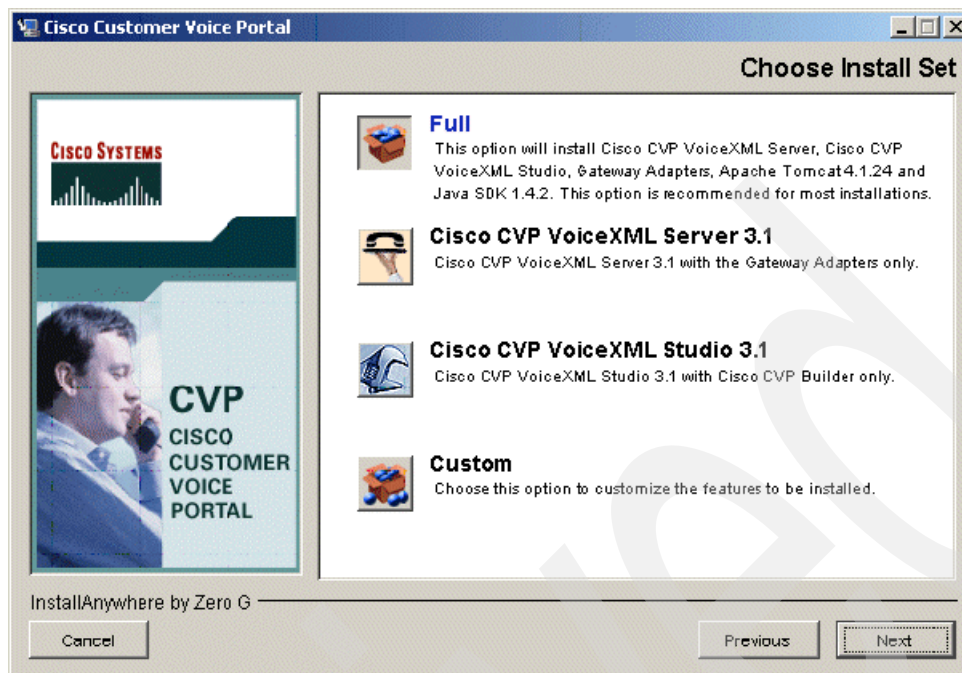 Cisco Customer Voice Portal
Choose Install Set
CISCO SYSTEMS
CVP
CISCO
CUSTOMER
VOICE
PORTAL
Full
This option will install Cisco CVP VoiceXML Server, Cisco CVP
VoiceXML Studio, Gateway Adapters, Apache Tomcat 4.1.24 and
Java SDK 1.4.2. This option is recommended for most installations.
Cisco CVP VoiceXML Server 3.1
Cisco CVP VoiceXML Server 3.1 with the Gateway Adapters only.
Cisco CVP VoiceXML Studio 3.1
Cisco CVP VoiceXML Studio 3.1 with Cisco CVP Builder only.
Custom
Choose this option to customize the features to be installed.
InstallAnywhere by Zero G
Cancel
Previous
Next